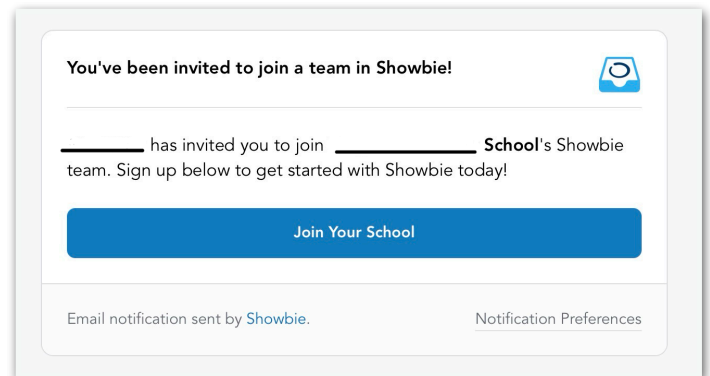 You've been invited to join a team in Showbie!
has invited you to join School's Showbie
team. Sign up below to get started with Showbie today!
Join Your School
Email notification sent by Showbie.
Notification Preferences